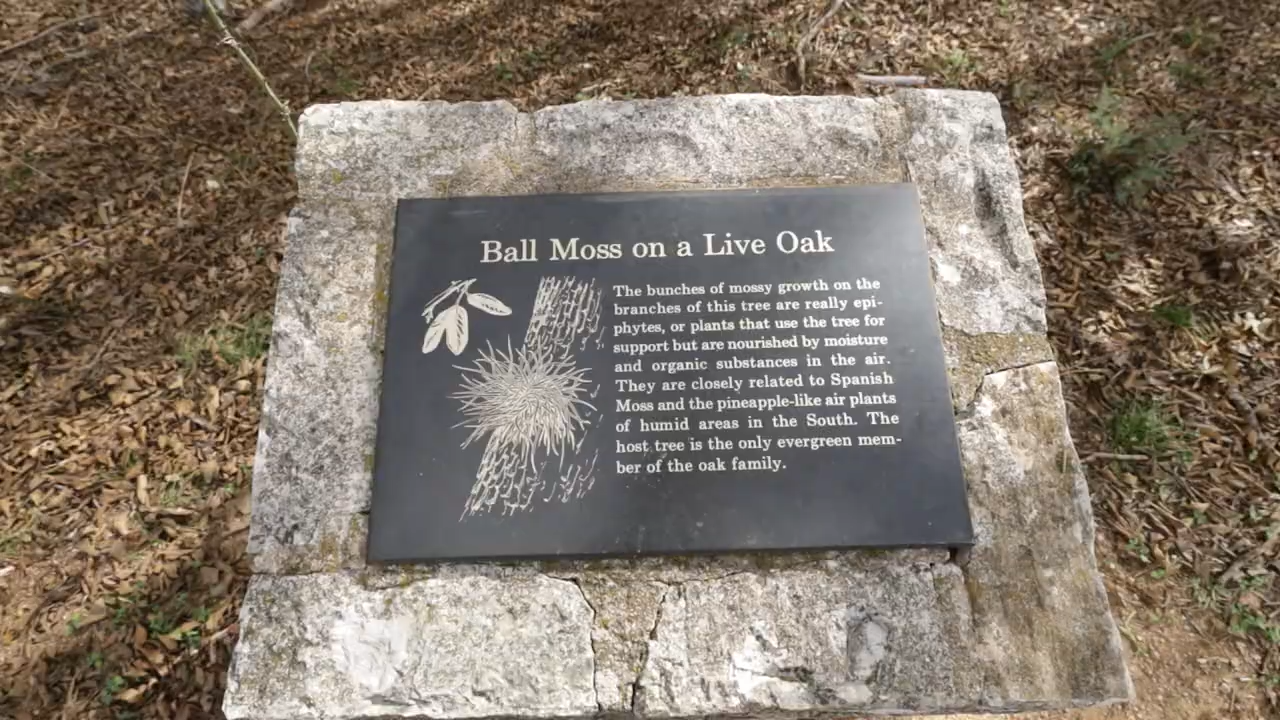 Ball Moss on a Live Oak
The bunches of mossy growth on the
branches of this tree are really epi-
phytes, or plants that use the tree for
support but are nourished by moisture
and organic substances in the air.
They are closely related to Spanish
Moss and the pineapple-like air plants
of humid areas in the South. The
host tree is the only evergreen mem-
ber of the oak family.